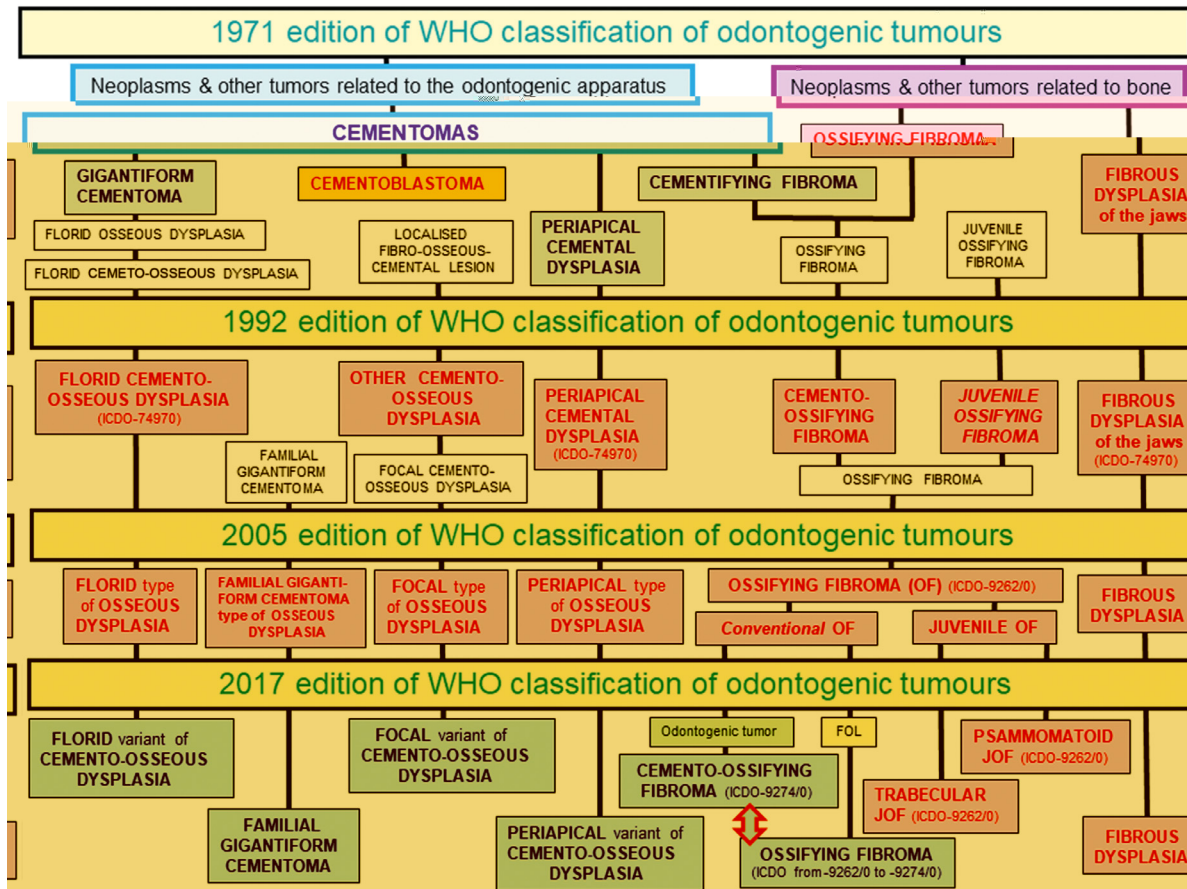 1971 edition of WHO classification of odontogenic tumours
Neoplasms & other tumors related to the odontogenic apparatus
Neoplasms & other tumors related to bone
CEMENTOMAS
OSSIFYING FIBROMA
GIGANTIFORM
CEMENTOMA
CEMENTOBLASTOMA
CEMENTIFYING FIBROMA
FIBROUS
DYSPLASIA
of the jaws
FLORID OSSEOUS DYSPLASIA
LOCALISED
FIBRO-OSSEOUS-
CEMENTAL LESION
PERIAPICAL
CEMENTAL
DYSPLASIA
OSSIFYING
FIBROMA
JUVENILE
OSSIFYING
FIBROMA
FLORID CEMETO-OSSEOUS DYSPLASIA
1992 edition of WHO classification of odontogenic tumours
FLORID CEMENTO-
OSSEOUS DYSPLASIA
(ICDO-74970)
OTHER CEMENTO-
OSSEOUS
DYSPLASIA
PERIAPICAL
CEMENTAL
DYSPLASIA
(ICDO-74970)
CEMENTO-
OSSIFYING
FIBROMA
JUVENILE
OSSIFYING
FIBROMA
FIBROUS
DYSPLASIA
of the jaws
(ICDO-74970)
FAMILIAL
GIGANTIFORM
CEMENTOMA
FOCAL CEMENTO-
OSSEOUS DYSPLASIA
OSSIFYING FIBROMA
2005 edition of WHO classification of odontogenic tumours
FLORID type
of OSSEOUS
DYSPLASIA
FAMILIAL GIGANTI-
FORM CEMENTOMA
type of OSSEOUS
DYSPLASIA
FOCAL type
of OSSEOUS
DYSPLASIA
PERIAPICAL type
of OSSEOUS
DYSPLASIA
OSSIFYING FIBROMA (OF) (ICDO-9262/0)
Conventional OF
JUVENILE OF
FIBROUS
DYSPLASIA
2017 edition of WHO classification of odontogenic tumours
FLORID variant of
CEMENTO-OSSEOUS
DYSPLASIA
FOCAL variant of
CEMENTO-OSSEOUS
DYSPLASIA
Odontogenic tumor
FOL
PSAMMOMATOID
JOF (ICDO-9262/0)
CEMENTO-OSSIFYING
FIBROMA (ICDO-9274/0)
TRABECULAR
JOF (ICDO-9262/0)
FAMILIAL
GIGANTIFORM
CEMENTOMA
PERIAPICAL variant of
CEMENTO-OSSEOUS
DYSPLASIA
OSSIFYING FIBROMA
(ICDO from -9262/0 to -9274/0)
FIBROUS
DYSPLASIA